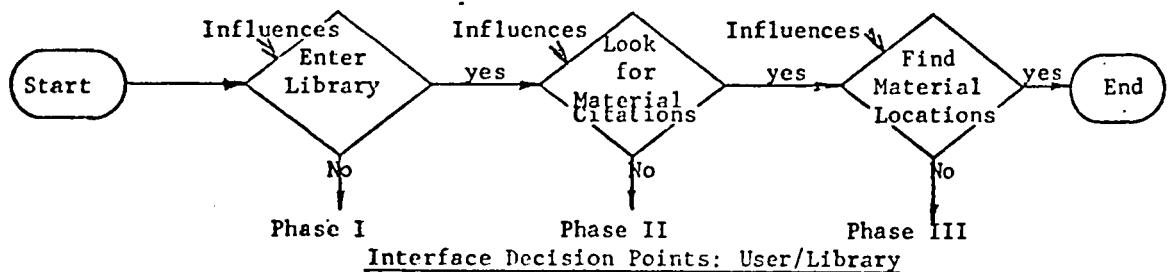 Start
Influences
Enter
Library
yes
No
Phase I
Influences
Look
for
Material
Citations
yes
No
Phase II
Influences
Find
Material
Locations
yes
No
Phase III
End
Interface Decision Points: User/Library